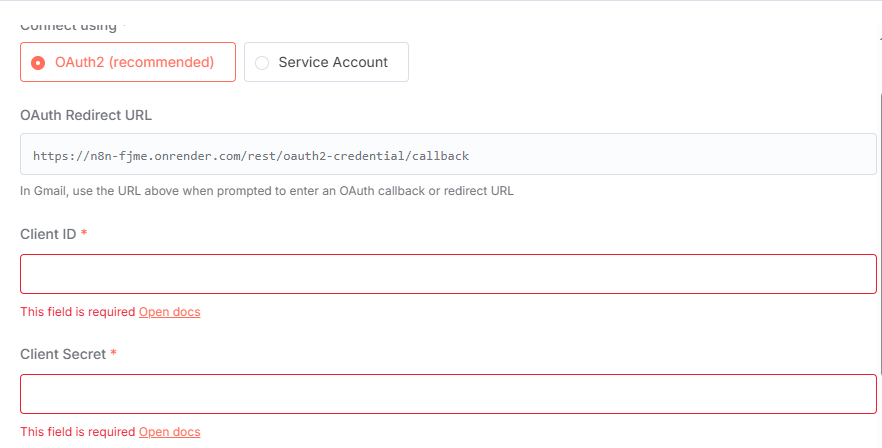 Connect using *
OAuth2 (recommended)
Service Account
OAuth Redirect URL
https://n8n-fjme.onrender.com/rest/oauth2-credential/callback
In Gmail, use the URL above when prompted to enter an OAuth callback or redirect URL
Client ID *
This field is required Open docs
Client Secret *
This field is required Open docs